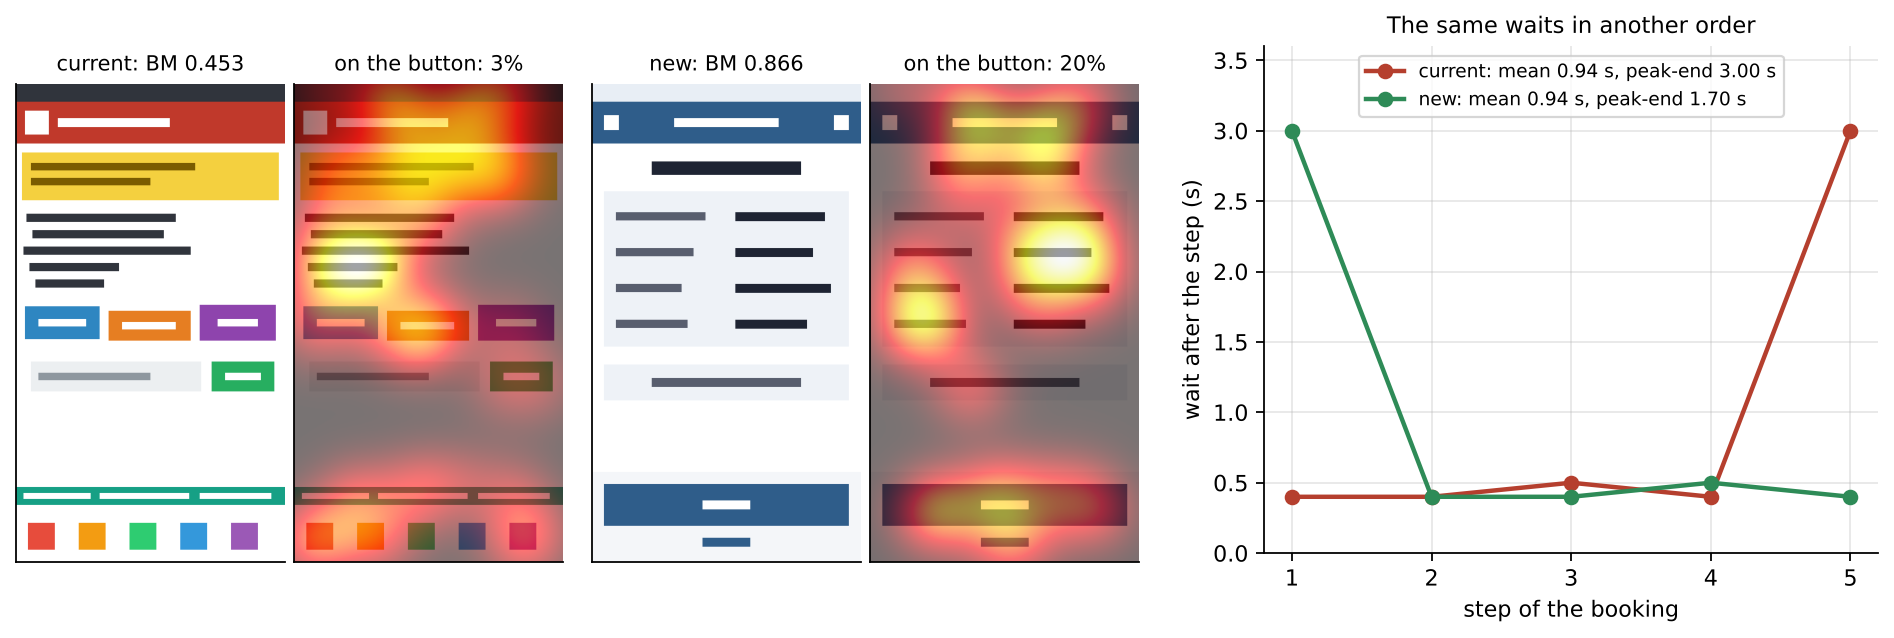 current: BM 0.453
on the button: 3%
new: BM 0.866
on the button: 20%
The same waits in another order
current: mean 0.94 s, peak-end 3.00 s
new: mean 0.94 s, peak-end 1.70 s
wait after the step (s)
3.5
3.0
2.5
2.0
1.5
1.0
0.5
0.0
1 2 3 4 5
step of the booking